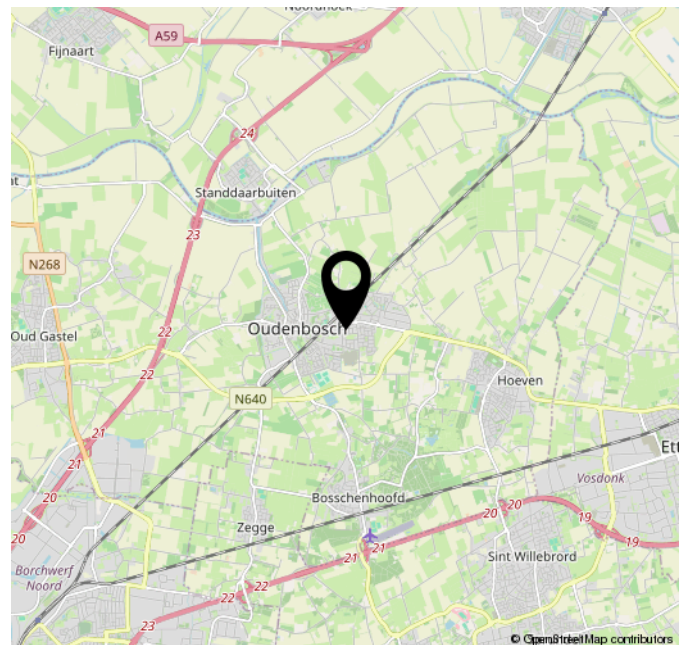 Noordhoek
A59
Fijnaart
24
Standdaarbuiten
23
N268
22
Oudenbosch
Oud Gastel
22
Hoeven
N640
21
21
Ett
Vosdonk
20
Bosschenhoofd
20
20
19
Zegge
19
20
21
21
Sint Willebrord
Borchwerf
Noord
22
22
23
© OpenStreetMap contributors